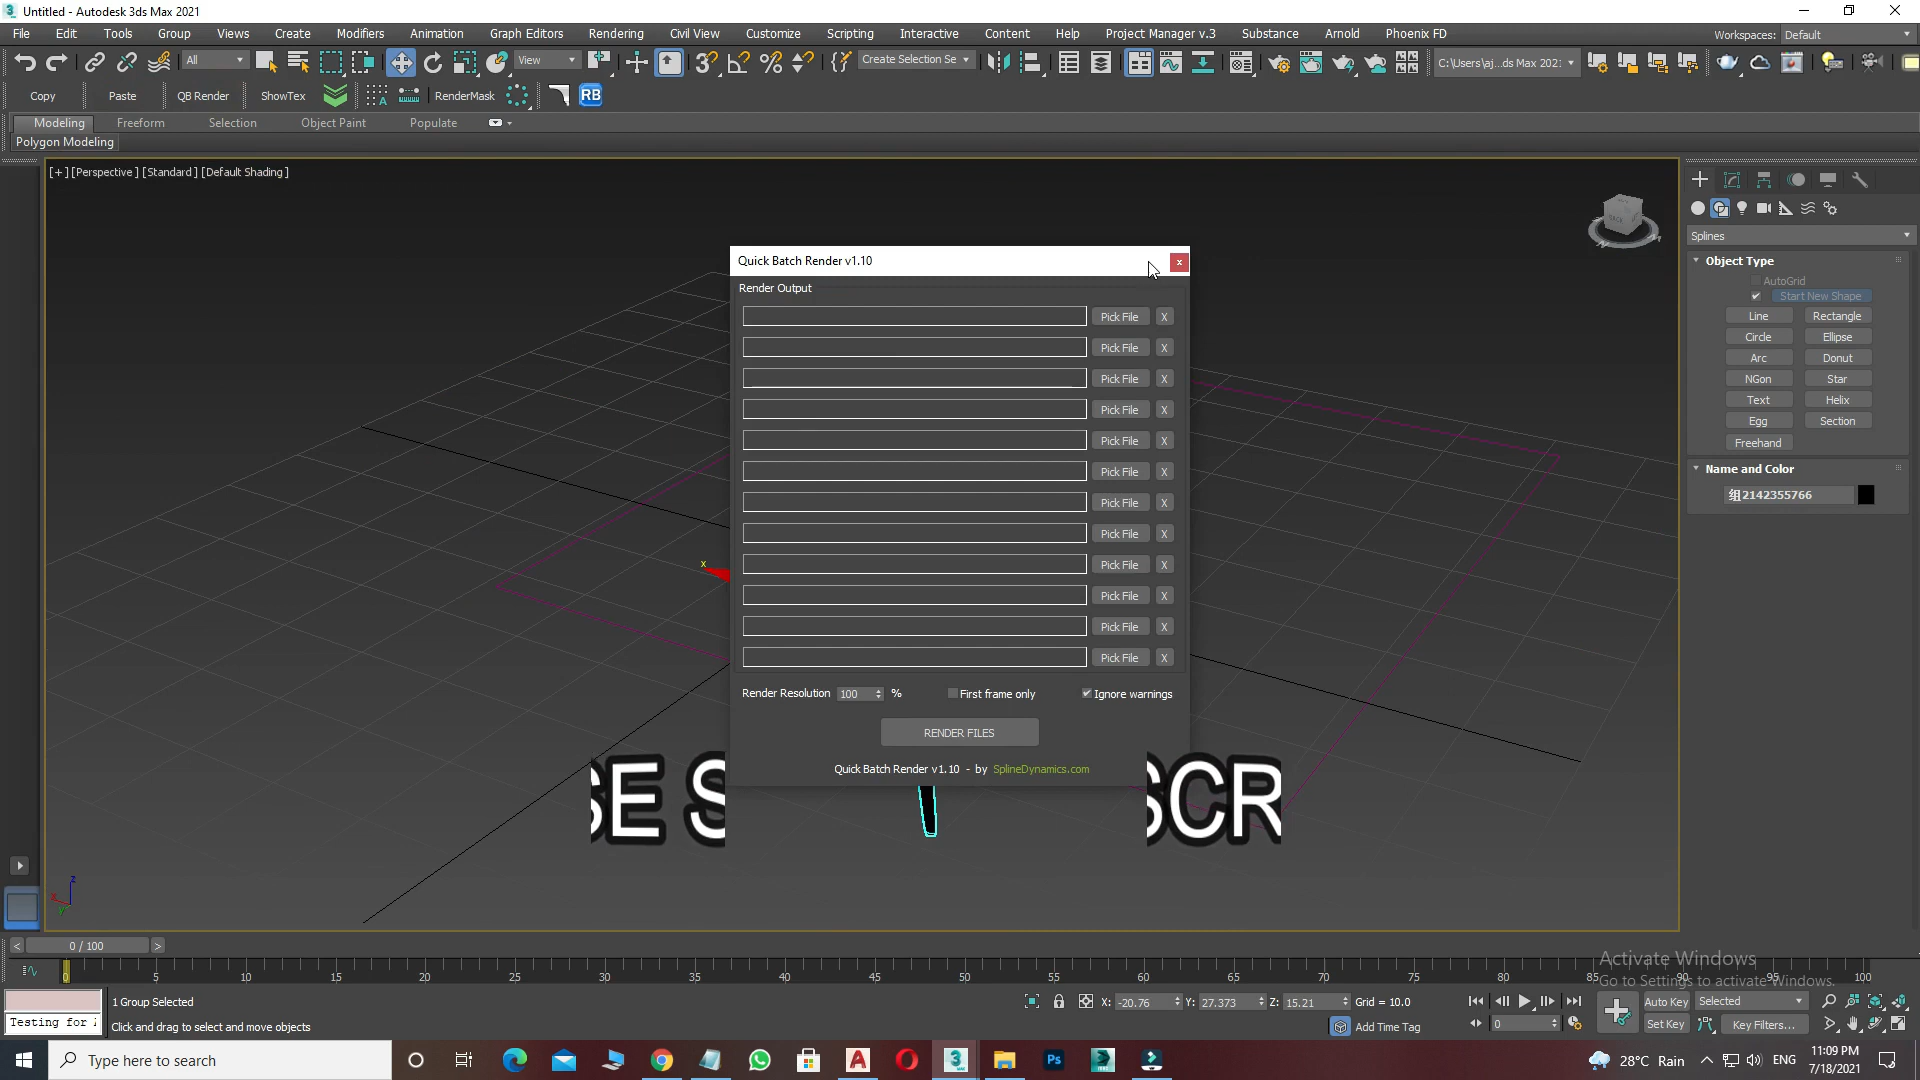 Untitled - Autodesk 3ds Max 2021
File Edit Tools Group Views Create Modifiers Animation Graph Editors Rendering Civil View Customize Scripting Interactive Content Help Project Manager v.3 Substance Arnold Phoenix FD Workspaces: Default
All View Create Selection Se C:\Users\aj...ds Max 202:
Copy Paste QB Render ShowTex RenderMask RB
Modeling Freeform Selection Object Paint Populate
Polygon Modeling
[+] [Perspective] [Standard] [Default Shading]
BACK
Splines
Object Type
AutoGrid
Start New Shape
Line Rectangle
Circle Ellipse
Arc Donut
NGon Star
Text Helix
Egg Section
Freehand
Name and Color
组2142355766
Quick Batch Render v1.10 x
Render Output
Pick File X
Pick File X
Pick File X
Pick File X
Pick File X
Pick File X
Pick File X
Pick File X
Pick File X
Pick File X
Pick File X
Pick File X
Render Resolution 100 % First frame only Ignore warnings
RENDER FILES
Quick Batch Render v1.10 - by SplineDynamics.com
x
SE S SCR
z
x
y
< 0 / 100 >
0 5 10 15 20 25 30 35 40 45 50 55 60 65 70 75 80 85 90 95 100
Activate Windows
Go to Settings to activate Windows.
1 Group Selected X: -20.76 Y: 27.373 Z: 15.21 Grid = 10.0 Auto Key Selected
Testing for Click and drag to select and move objects Add Time Tag 0 Set Key Key Filters...
Type here to search 28°C Rain ENG 11:09 PM
7/18/2021